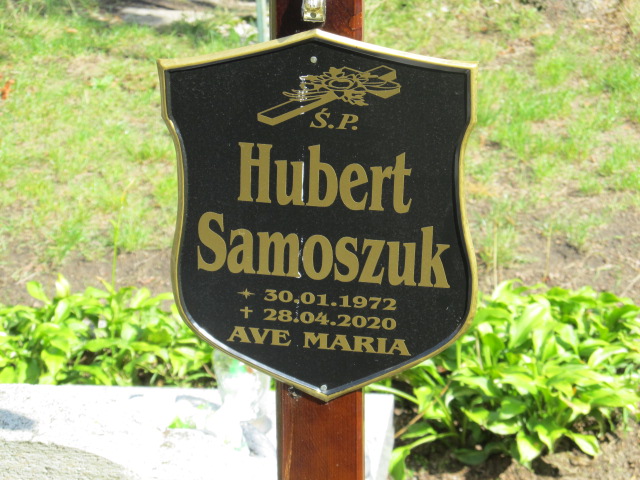 Ś.P.
Hubert
Samoszuk
✦ 30.01.1972
✝ 28.04.2020
AVE MARIA